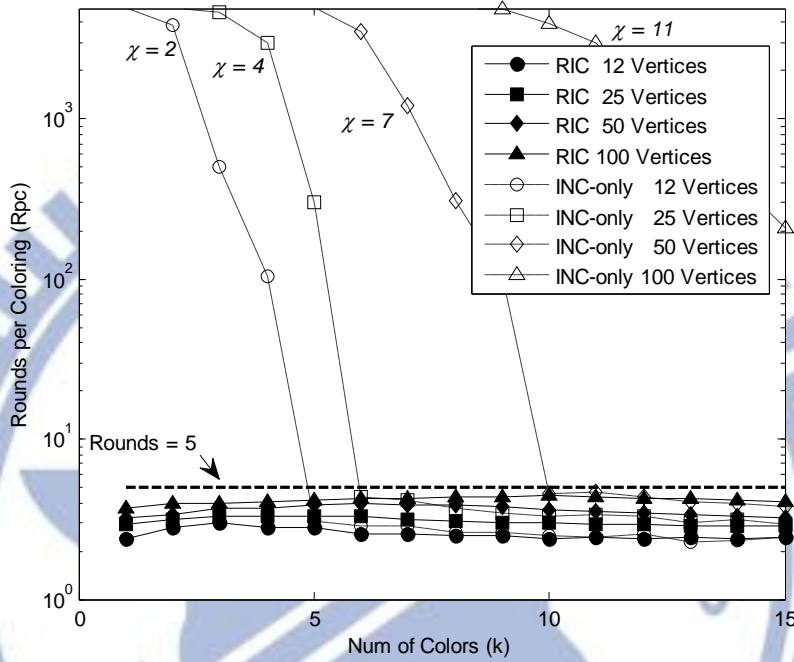 χ = 2
χ = 4
χ = 7
χ = 11
RIC 12 Vertices
RIC 25 Vertices
RIC 50 Vertices
RIC 100 Vertices
INC-only 12 Vertices
INC-only 25 Vertices
INC-only 50 Vertices
INC-only 100 Vertices
Rounds = 5
10^3
10^2
10^1
10^0
Rounds per Coloring (Rpc)
0 5 10 15
Num of Colors (k)